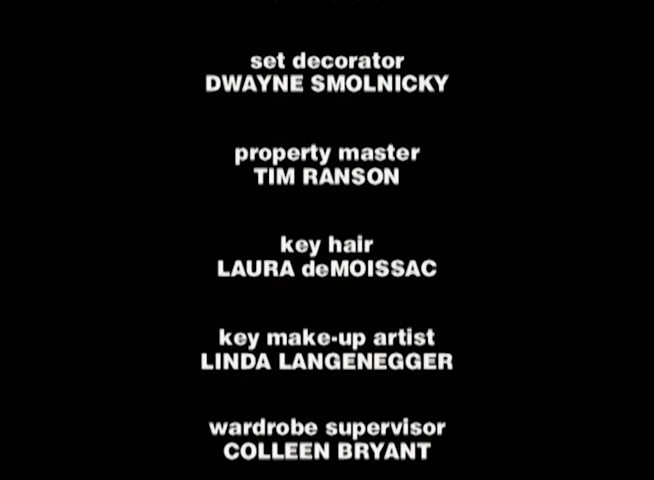 set decorator
DWAYNE SMOLNICKY
property master
TIM RANSON
key hair
LAURA deMOISSAC
key make-up artist
LINDA LANGENEGGER
wardrobe supervisor
COLLEEN BRYANT